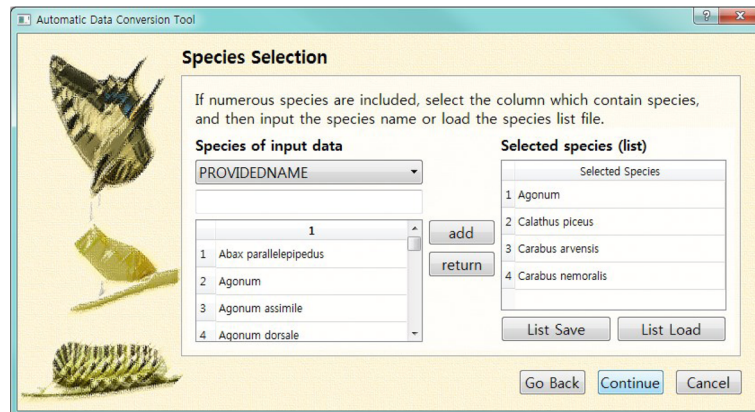 Automatic Data Conversion Tool
Species Selection
If numerous species are included, select the column which contain species,
and then input the species name or load the species list file.
Species of input data
PROVIDEDNAME
1
1 Abax parallelepipedus
2 Agonum
3 Agonum assimile
4 Agonum dorsale
add
return
Selected species (list)
Selected Species
1 Agonum
2 Calathus piceus
3 Carabus arvensis
4 Carabus nemoralis
List Save List Load
Go Back Continue Cancel